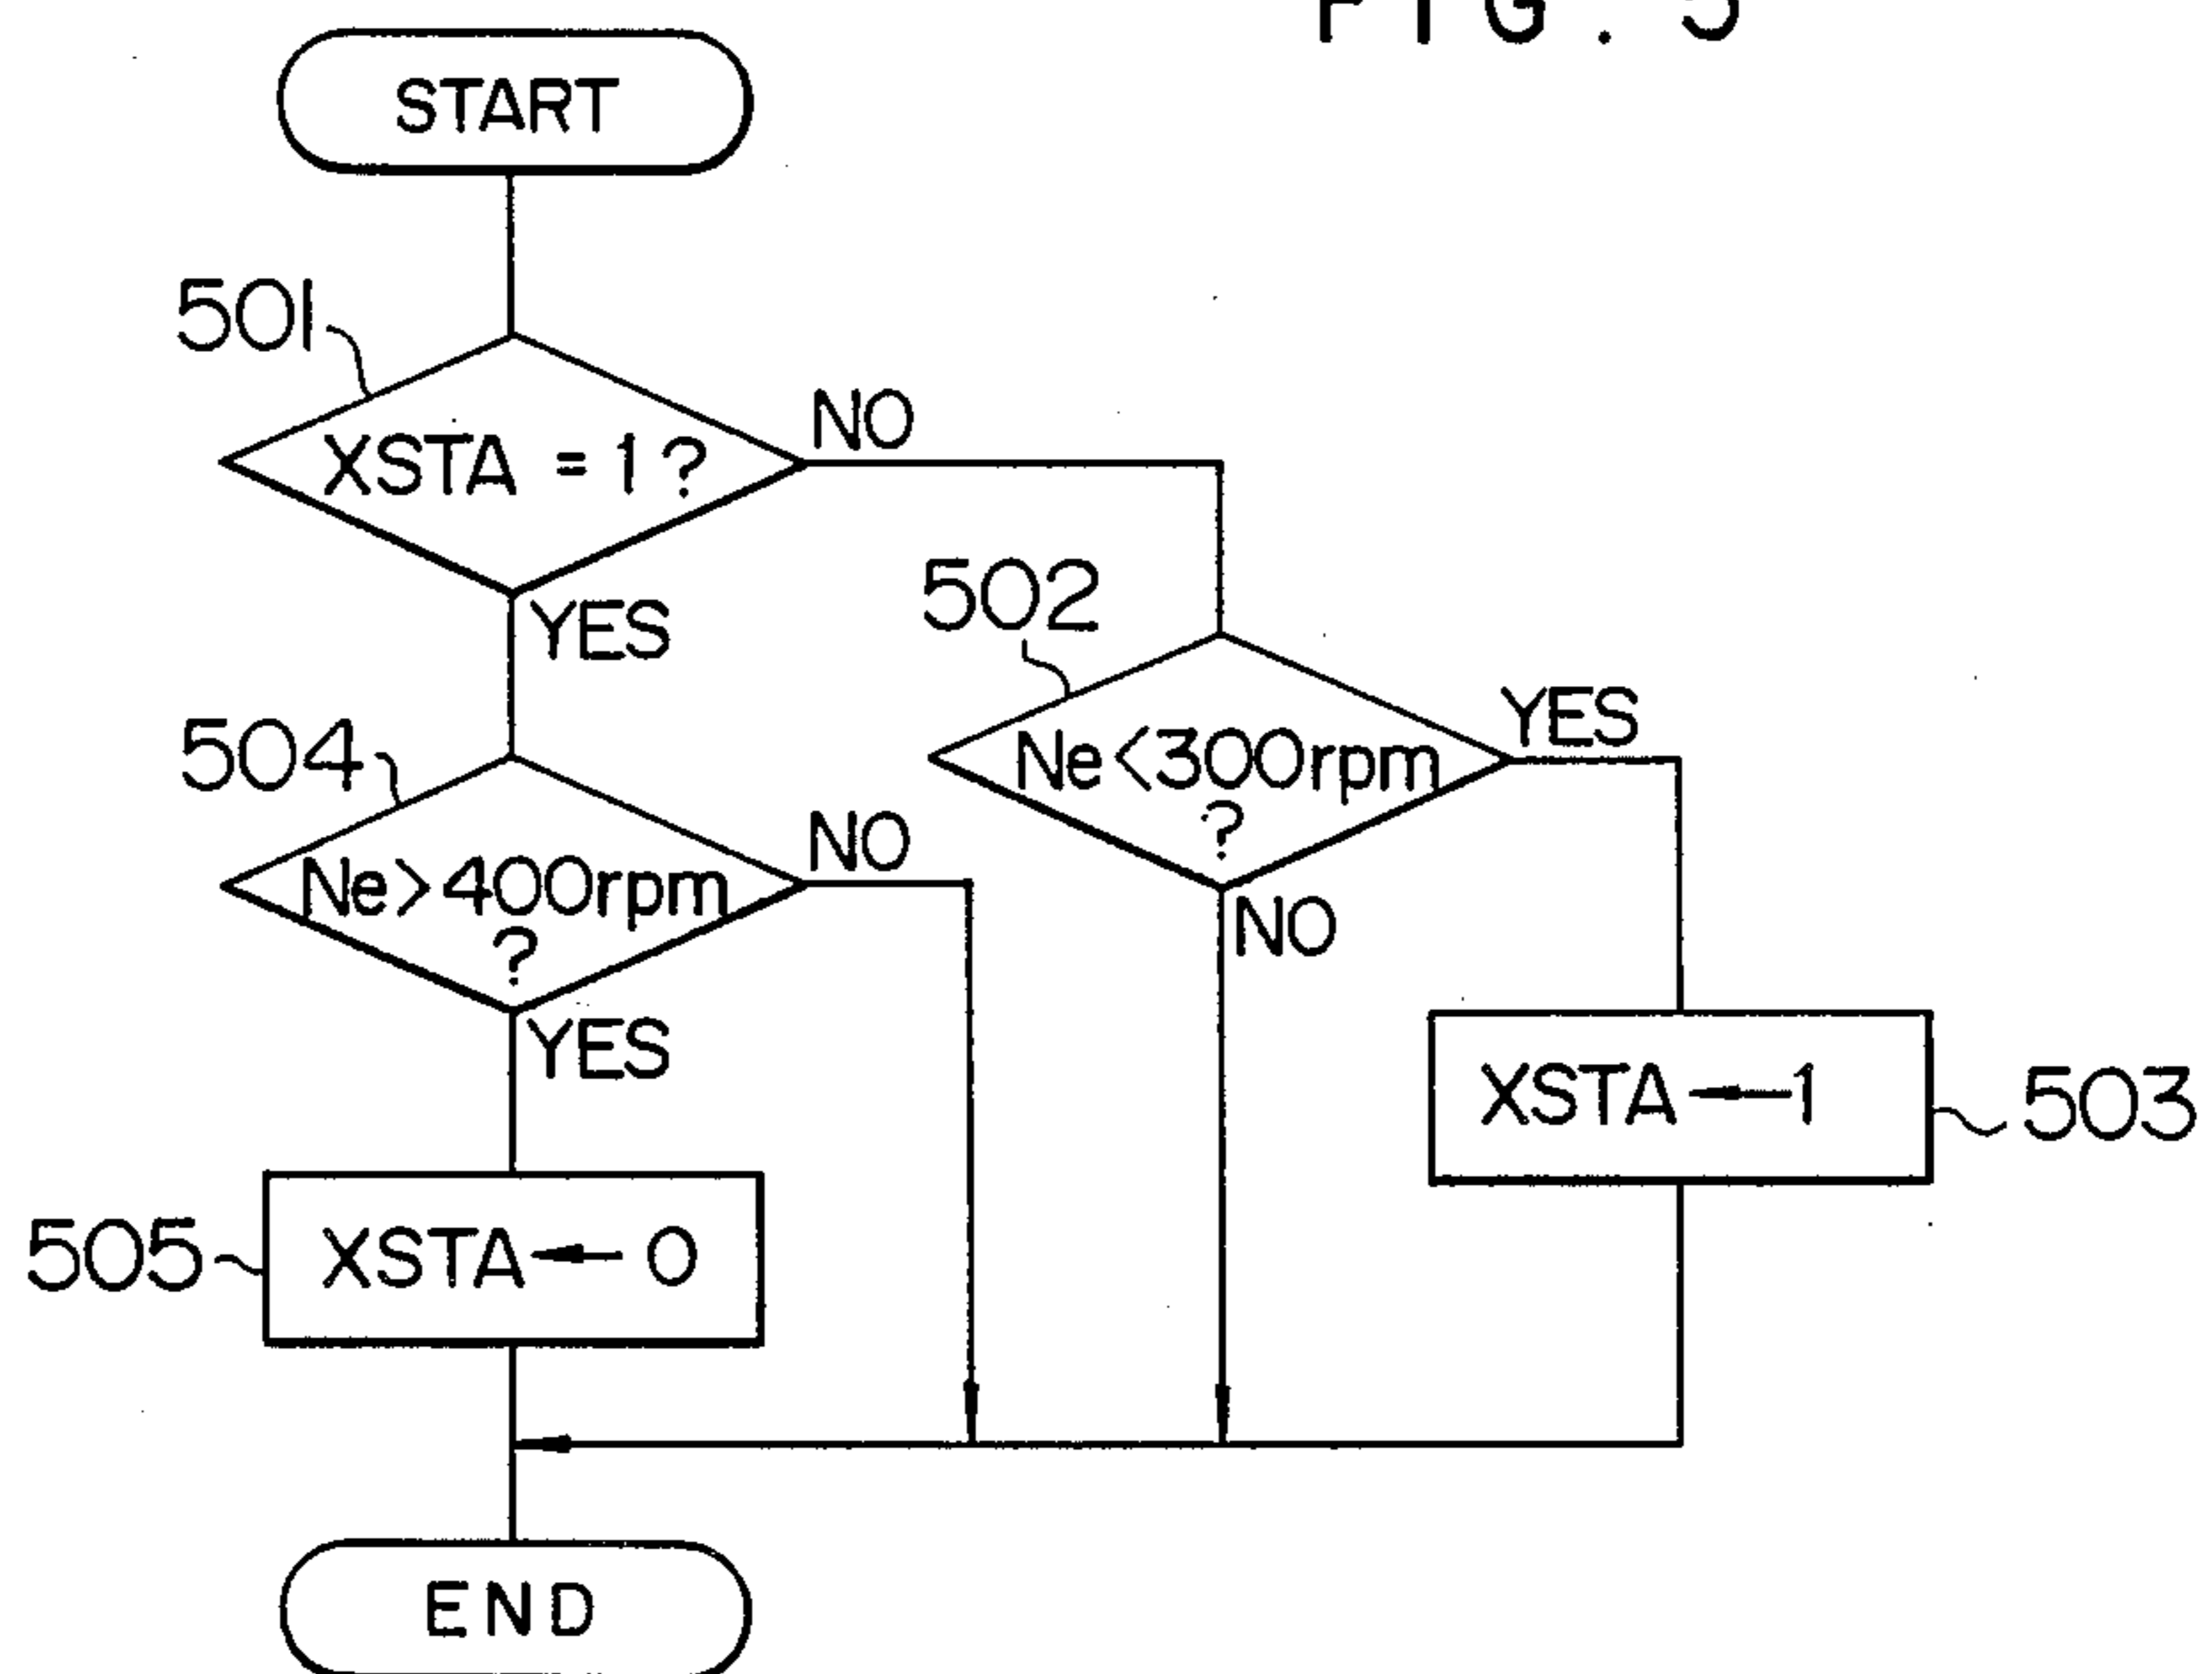 FIG. 5
START
501
XSTA = 1 ?
NO
YES
502
Ne<300rpm
?
YES
NO
504
Ne>400rpm
?
NO
YES
XSTA ← 1
503
505
XSTA ← 0
END